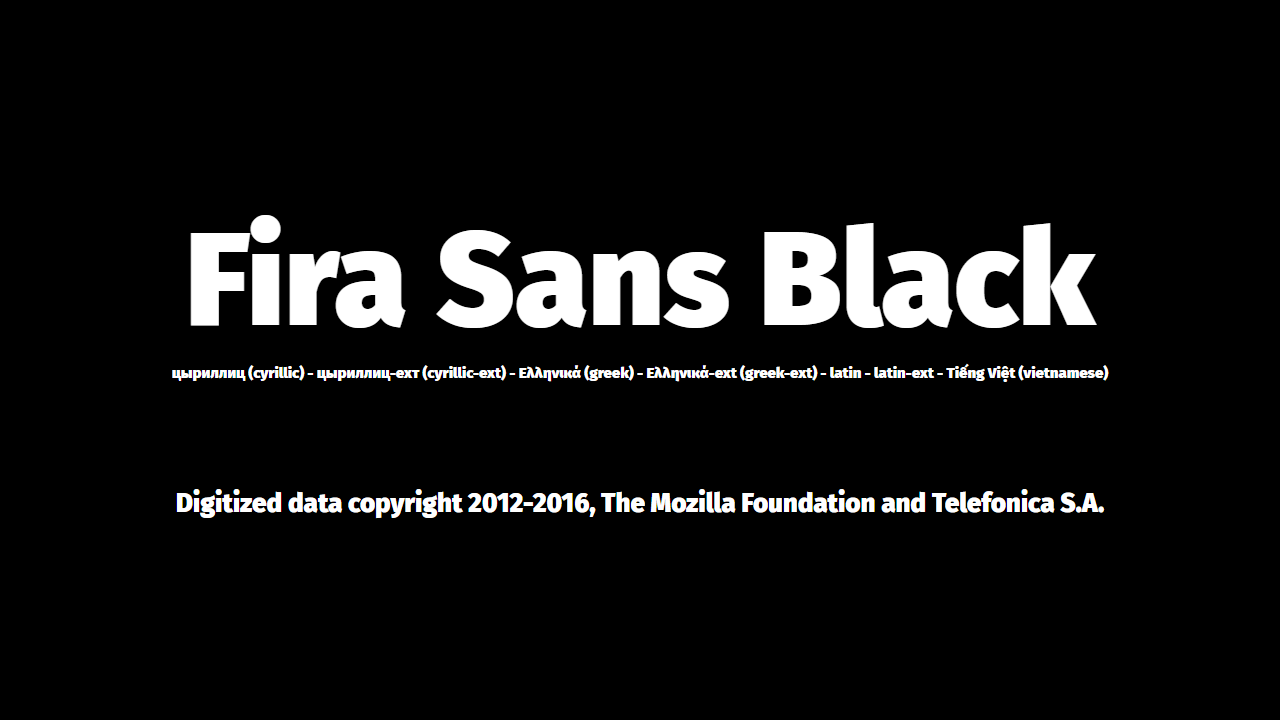 Fira Sans Black
цыриллиц (cyrillic) - цыриллиц-ехт (cyrillic-ext) - Ελληνικά (greek) - Ελληνικά-ext (greek-ext) - latin - latin-ext - Tiếng Việt (vietnamese)
Digitized data copyright 2012-2016, The Mozilla Foundation and Telefonica S.A.